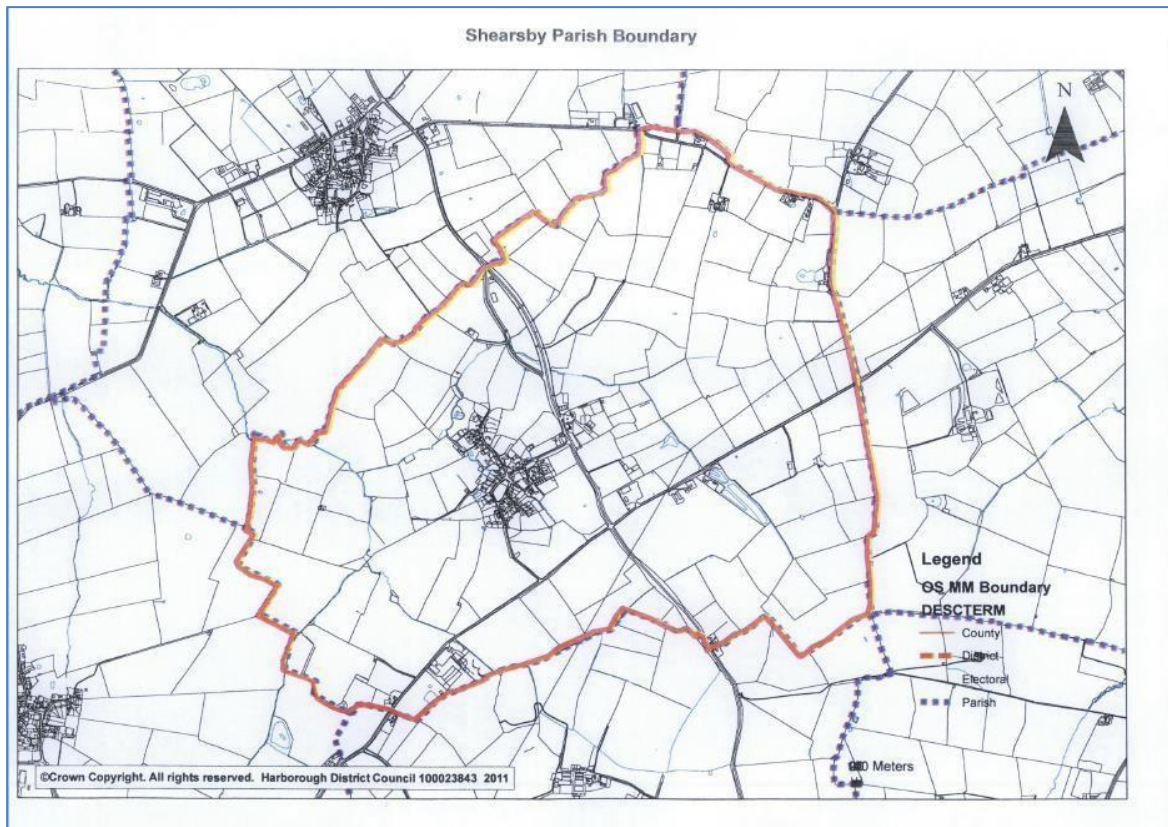 Shearsby Parish Boundary
N
Legend
OS MM Boundary
DESCTERM
County
District
Electoral
Parish
Meters
©Crown Copyright. All rights reserved. Harborough District Council 100023843 2011